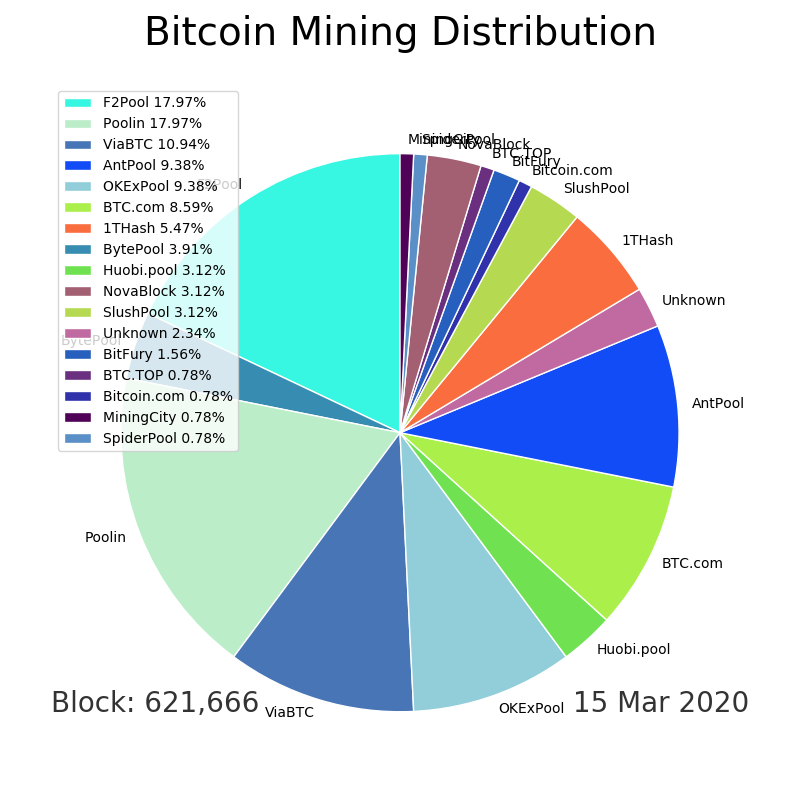 Bitcoin Mining Distribution
F2Pool 17.97%
Poolin 17.97%
ViaBTC 10.94%
AntPool 9.38%
OKExPool 9.38%
BTC.com 8.59%
1THash 5.47%
BytePool 3.91%
Huobi.pool 3.12%
NovaBlock 3.12%
SlushPool 3.12%
Unknown 2.34%
BitFury 1.56%
BTC.TOP 0.78%
Bitcoin.com 0.78%
MiningCity 0.78%
SpiderPool 0.78%
MiningCity
SpiderPool
NovaBlock
BTC.TOP
BitFury
Bitcoin.com
SlushPool
1THash
Unknown
AntPool
BTC.com
Huobi.pool
OKExPool
ViaBTC
Poolin
BytePool
F2Pool
Block: 621,666
15 Mar 2020